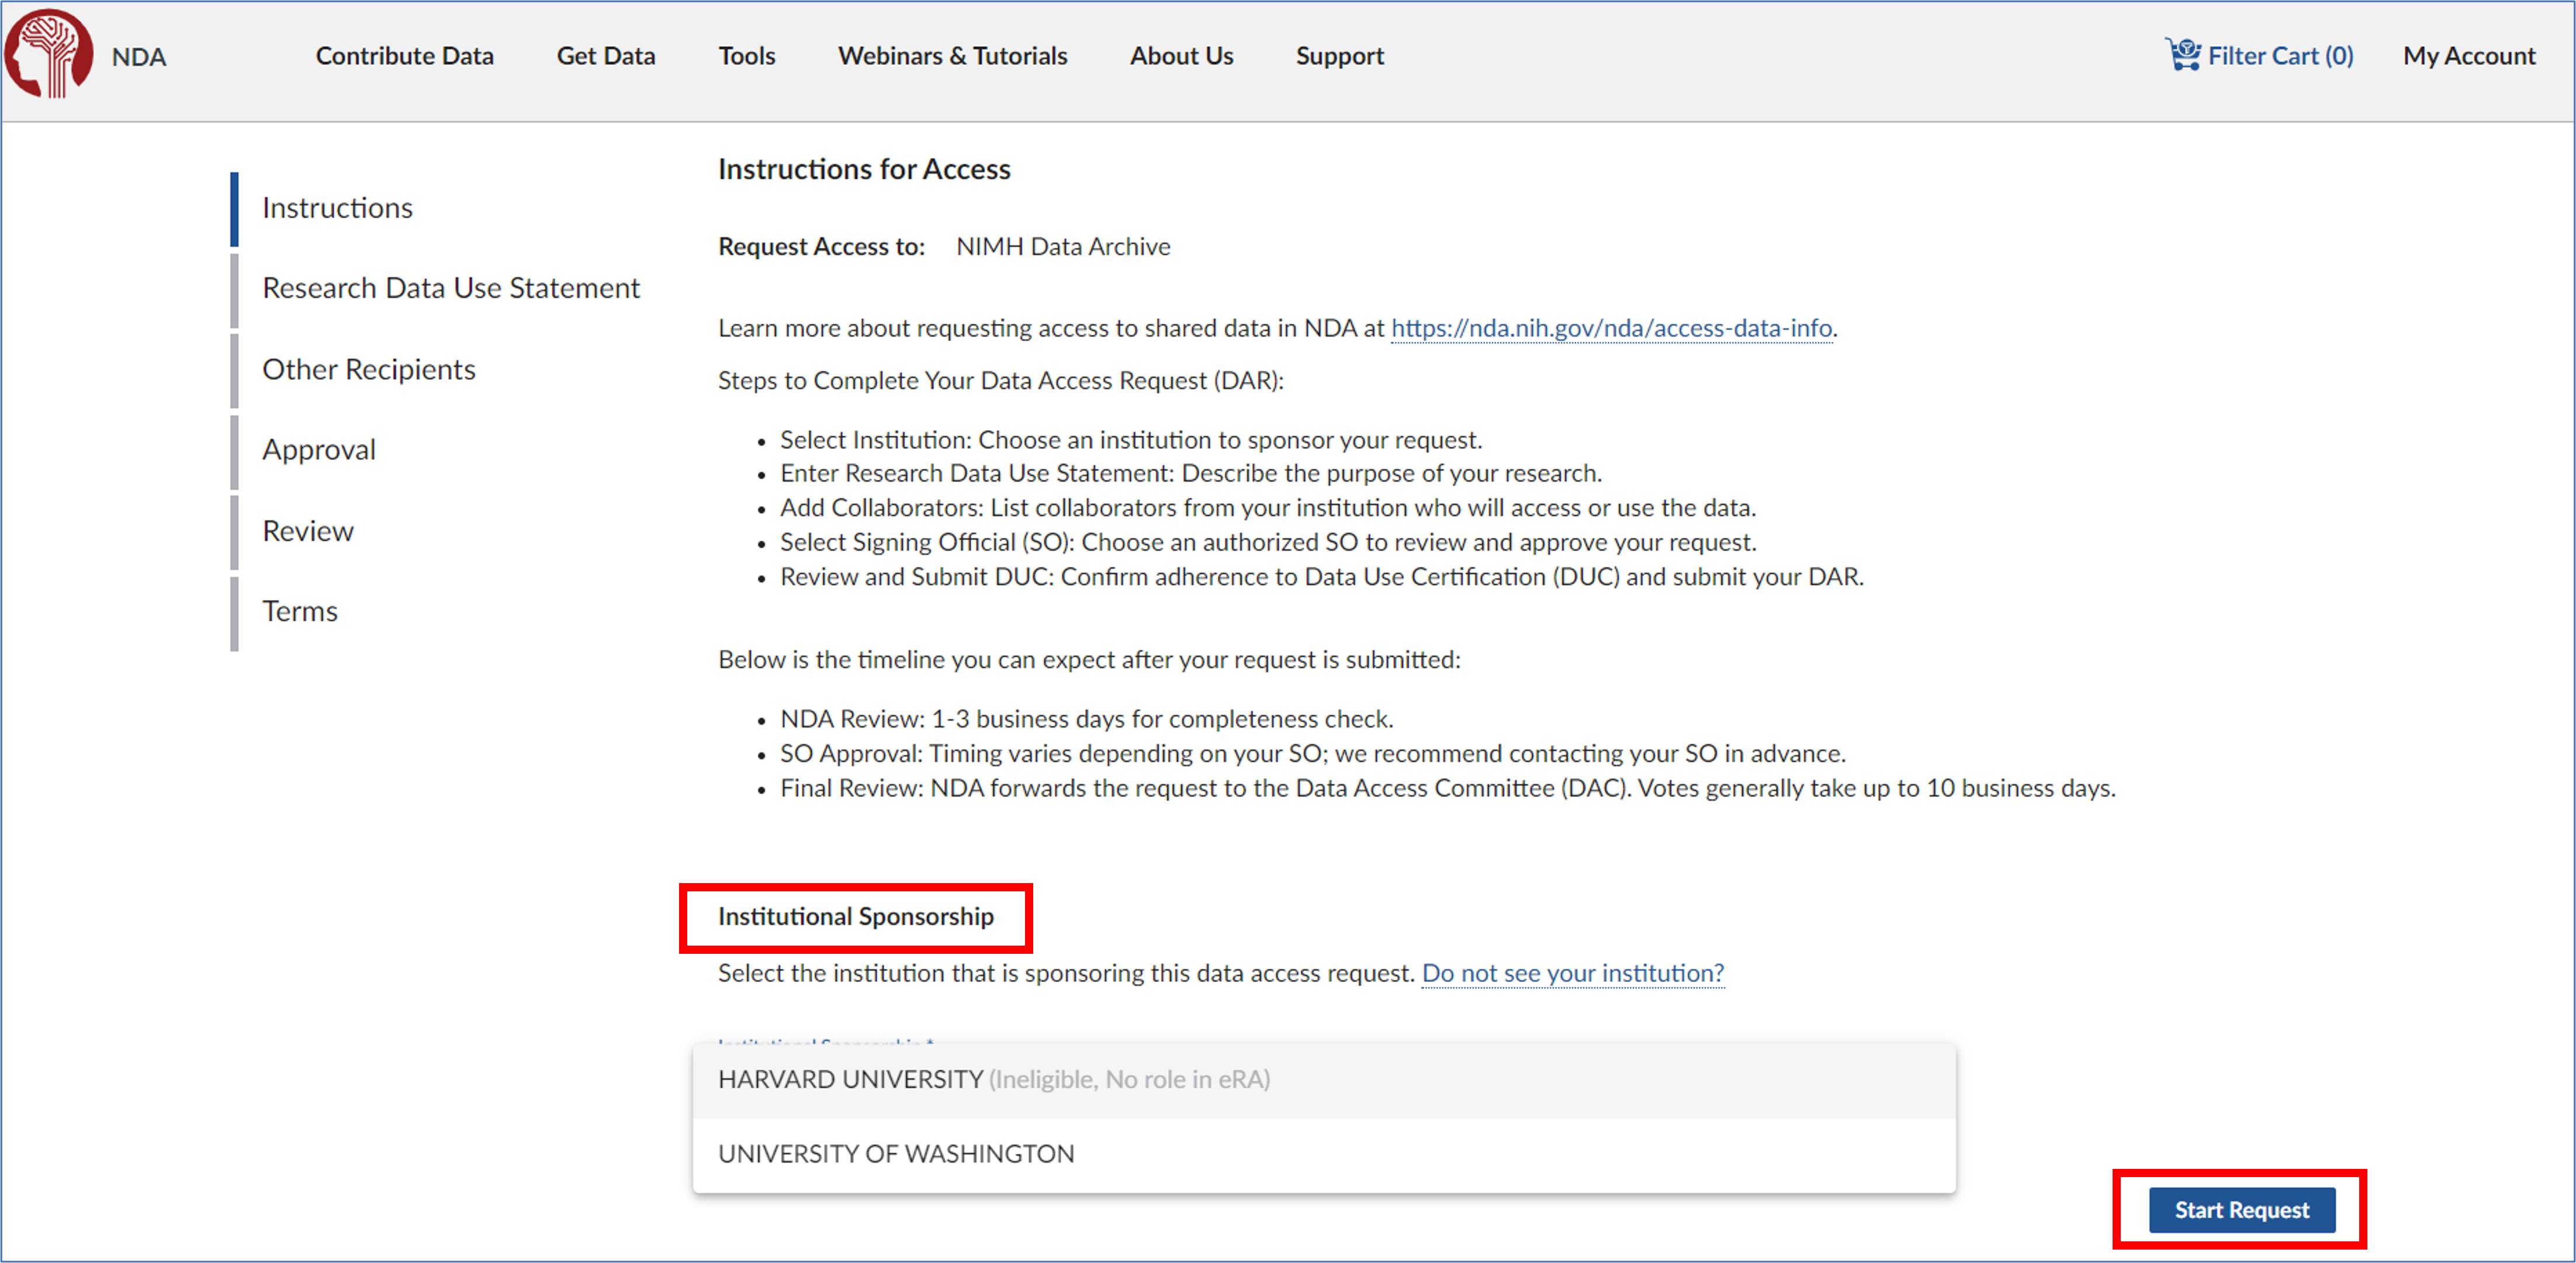 NDA
Contribute Data
Get Data
Tools
Webinars & Tutorials
About Us
Support
Filter Cart (0)
My Account
Instructions
Research Data Use Statement
Other Recipients
Approval
Review
Terms
Instructions for Access
Request Access to: NIMH Data Archive
Learn more about requesting access to shared data in NDA at https://nda.nih.gov/nda/access-data-info.
Steps to Complete Your Data Access Request (DAR):
• Select Institution: Choose an institution to sponsor your request.
• Enter Research Data Use Statement: Describe the purpose of your research.
• Add Collaborators: List collaborators from your institution who will access or use the data.
• Select Signing Official (SO): Choose an authorized SO to review and approve your request.
• Review and Submit DUC: Confirm adherence to Data Use Certification (DUC) and submit your DAR.
Below is the timeline you can expect after your request is submitted:
• NDA Review: 1-3 business days for completeness check.
• SO Approval: Timing varies depending on your SO; we recommend contacting your SO in advance.
• Final Review: NDA forwards the request to the Data Access Committee (DAC). Votes generally take up to 10 business days.
Institutional Sponsorship
Select the institution that is sponsoring this data access request. Do not see your institution?
Institutional Sponsorship *
HARVARD UNIVERSITY (Ineligible, No role in eRA)
UNIVERSITY OF WASHINGTON
Start Request